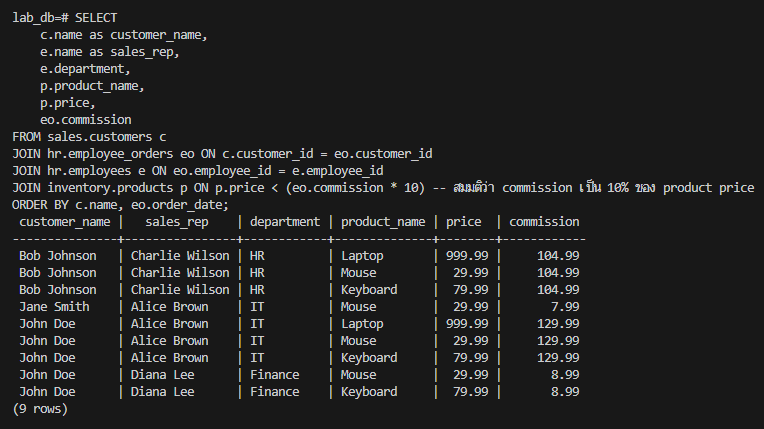 lab_db=# SELECT
    c.name as customer_name,
    e.name as sales_rep,
    e.department,
    p.product_name,
    p.price,
    eo.commission
FROM sales.customers c
JOIN hr.employee_orders eo ON c.customer_id = eo.customer_id
JOIN hr.employees e ON eo.employee_id = e.employee_id
JOIN inventory.products p ON p.price < (eo.commission * 10) -- สมมติว่า commission เป็น 10% ของ product price
ORDER BY c.name, eo.order_date;
 customer_name |   sales_rep    | department | product_name | price  | commission
---------------+----------------+------------+--------------+--------+------------
 Bob Johnson   | Charlie Wilson | HR         | Laptop       | 999.99 |     104.99
 Bob Johnson   | Charlie Wilson | HR         | Mouse        |  29.99 |     104.99
 Bob Johnson   | Charlie Wilson | HR         | Keyboard     |  79.99 |     104.99
 Jane Smith    | Alice Brown    | IT         | Mouse        |  29.99 |       7.99
 John Doe      | Alice Brown    | IT         | Laptop       | 999.99 |     129.99
 John Doe      | Alice Brown    | IT         | Mouse        |  29.99 |     129.99
 John Doe      | Alice Brown    | IT         | Keyboard     |  79.99 |     129.99
 John Doe      | Diana Lee      | Finance    | Mouse        |  29.99 |       8.99
 John Doe      | Diana Lee      | Finance    | Keyboard     |  79.99 |       8.99
(9 rows)